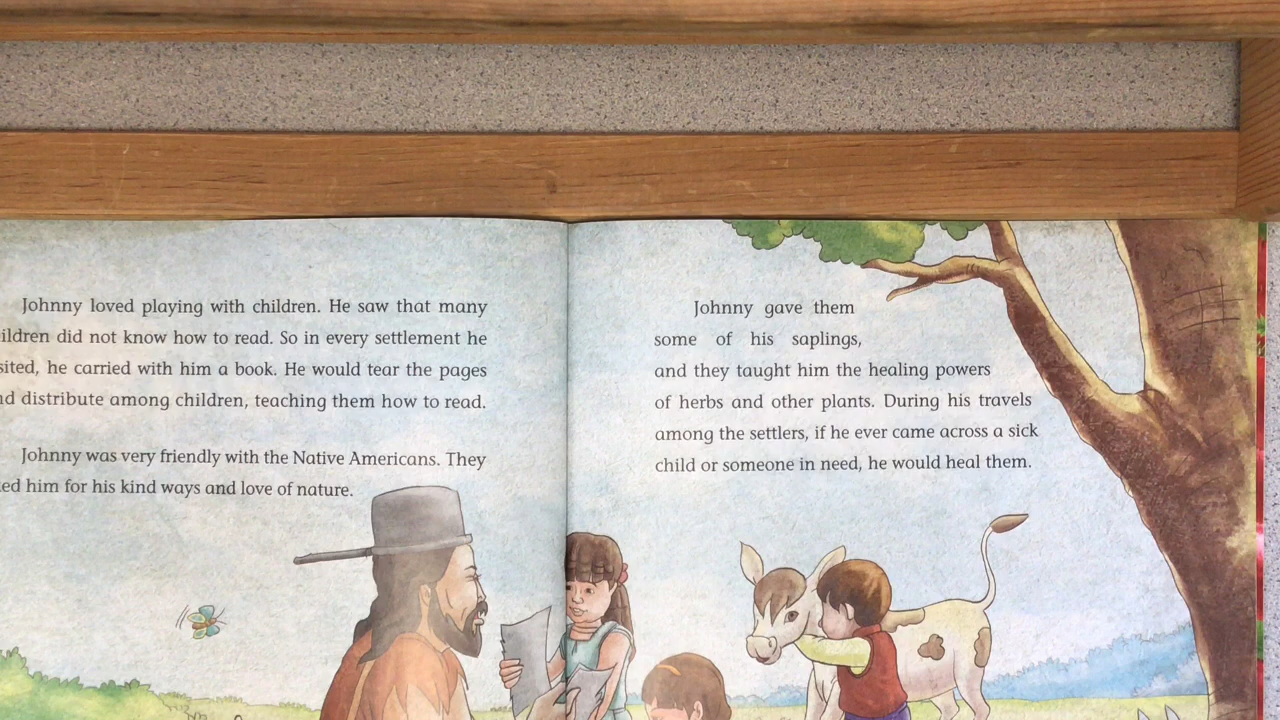 Johnny loved playing with children. He saw that many
ildren did not know how to read. So in every settlement he
sited, he carried with him a book. He would tear the pages
nd distribute among children, teaching them how to read.
Johnny was very friendly with the Native Americans. They
ed him for his kind ways and love of nature.
Johnny gave them
some of his saplings,
and they taught him the healing powers
of herbs and other plants. During his travels
among the settlers, if he ever came across a sick
child or someone in need, he would heal them.